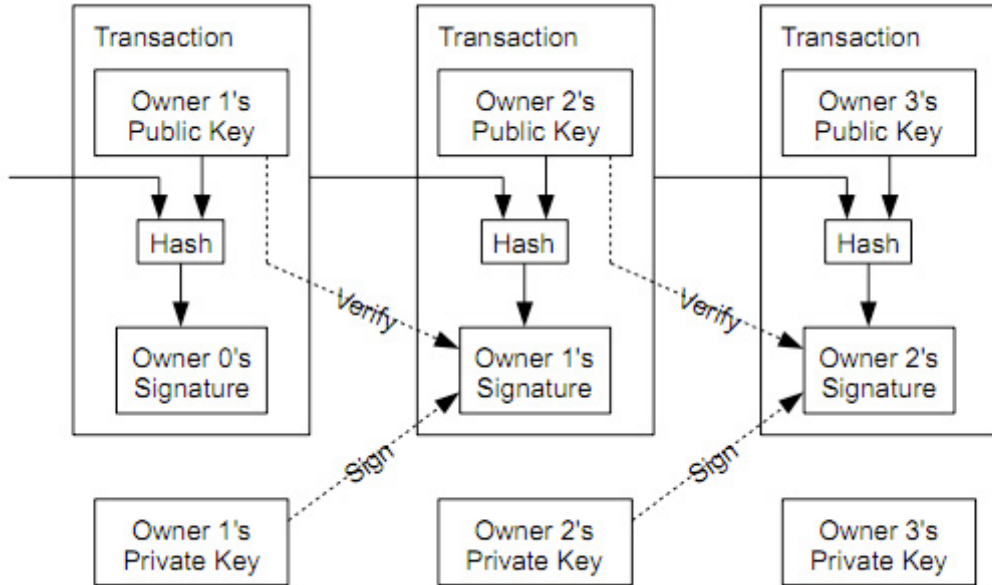 Transaction
Owner 1's
Public Key
Hash
Owner 0's
Signature
Transaction
Owner 2's
Public Key
Hash
Verify
Owner 1's
Signature
Transaction
Owner 3's
Public Key
Hash
Verify
Owner 2's
Signature
Sign
Sign
Owner 1's
Private Key
Owner 2's
Private Key
Owner 3's
Private Key